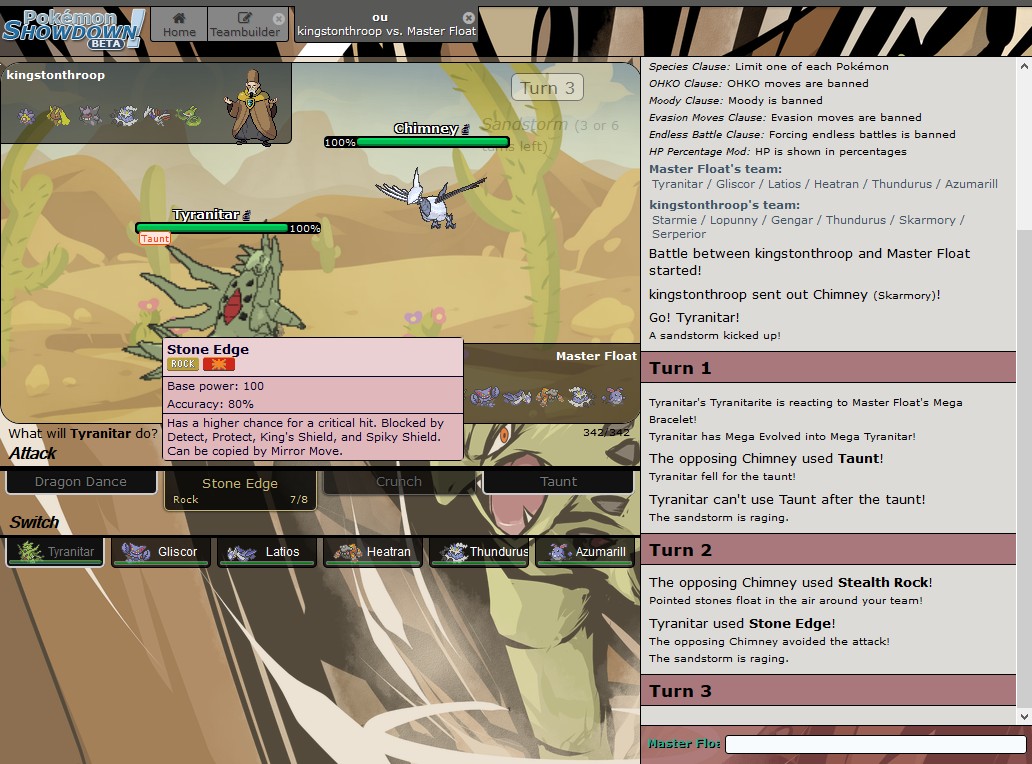 Pokémon
SHOWDOWN!
BETA
Home
Teambuilder
ou
kingstonthroop vs. Master Float
kingstonthroop
Turn 3
Sandstorm (3 or 6
turns left)
Chimney
100%
Tyranitar
100%
Taunt
Stone Edge
ROCK
Base power: 100
Accuracy: 80%
Has a higher chance for a critical hit. Blocked by
Detect, Protect, King's Shield, and Spiky Shield.
Can be copied by Mirror Move.
Master Float
What will Tyranitar do?
342/342
Attack
Dragon Dance
Stone Edge
Rock 7/8
Crunch
Taunt
Switch
Tyranitar
Gliscor
Latios
Heatran
Thundurus
Azumarill
Species Clause: Limit one of each Pokémon
OHKO Clause: OHKO moves are banned
Moody Clause: Moody is banned
Evasion Moves Clause: Evasion moves are banned
Endless Battle Clause: Forcing endless battles is banned
HP Percentage Mod: HP is shown in percentages
Master Float's team:
Tyranitar / Gliscor / Latios / Heatran / Thundurus / Azumarill
kingstonthroop's team:
Starmie / Lopunny / Gengar / Thundurus / Skarmory /
Serperior
Battle between kingstonthroop and Master Float
started!
kingstonthroop sent out Chimney (Skarmory)!
Go! Tyranitar!
A sandstorm kicked up!
Turn 1
Tyranitar's Tyranitarite is reacting to Master Float's Mega
Bracelet!
Tyranitar has Mega Evolved into Mega Tyranitar!
The opposing Chimney used Taunt!
Tyranitar fell for the taunt!
Tyranitar can't use Taunt after the taunt!
The sandstorm is raging.
Turn 2
The opposing Chimney used Stealth Rock!
Pointed stones float in the air around your team!
Tyranitar used Stone Edge!
The opposing Chimney avoided the attack!
The sandstorm is raging.
Turn 3
Master Floa